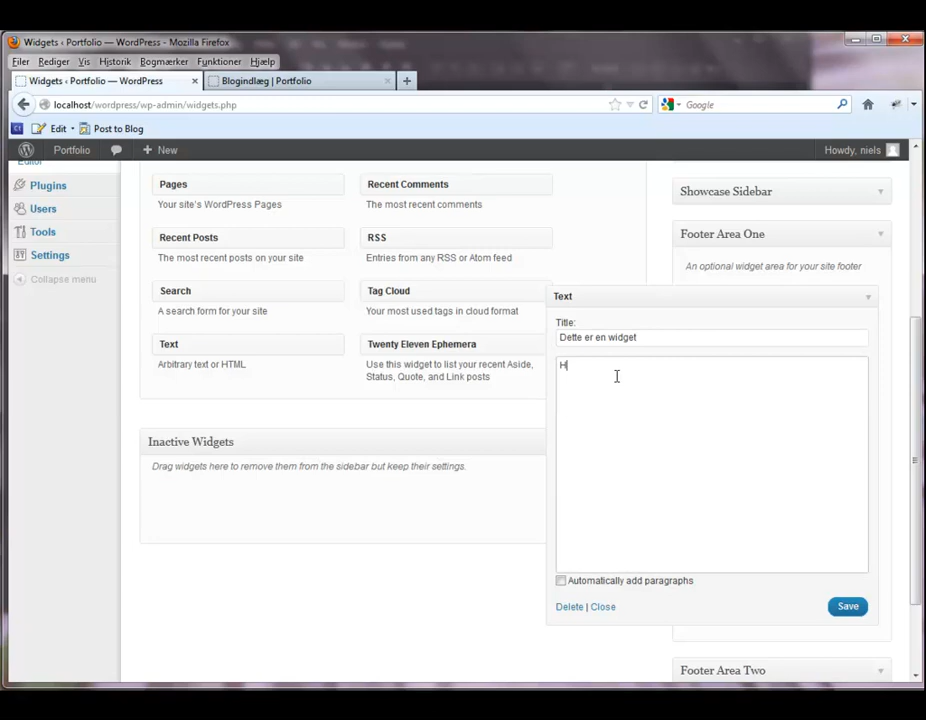 Widgets ‹ Portfolio — WordPress - Mozilla Firefox
Filer Rediger Vis Historik Bogmærker Funktioner Hjælp
Widgets ‹ Portfolio — WordPress × Blogindlæg | Portfolio × +
localhost/wordpress/wp-admin/widgets.php Google
Edit Post to Blog
Portfolio + New Howdy, niels
Editor
Plugins
Users
Tools
Settings
Collapse menu
Pages
Your site's WordPress Pages
Recent Comments
The most recent comments
Recent Posts
The most recent posts on your site
RSS
Entries from any RSS or Atom feed
Search
A search form for your site
Tag Cloud
Your most used tags in cloud format
Text
Arbitrary text or HTML
Twenty Eleven Ephemera
Use this widget to list your recent Aside,
Status, Quote, and Link posts
Inactive Widgets
Drag widgets here to remove them from the sidebar but keep their settings.
Showcase Sidebar
Footer Area One
An optional widget area for your site footer
Text
Title:
Dette er en widget
H
Automatically add paragraphs
Delete | Close
Save
Footer Area Two